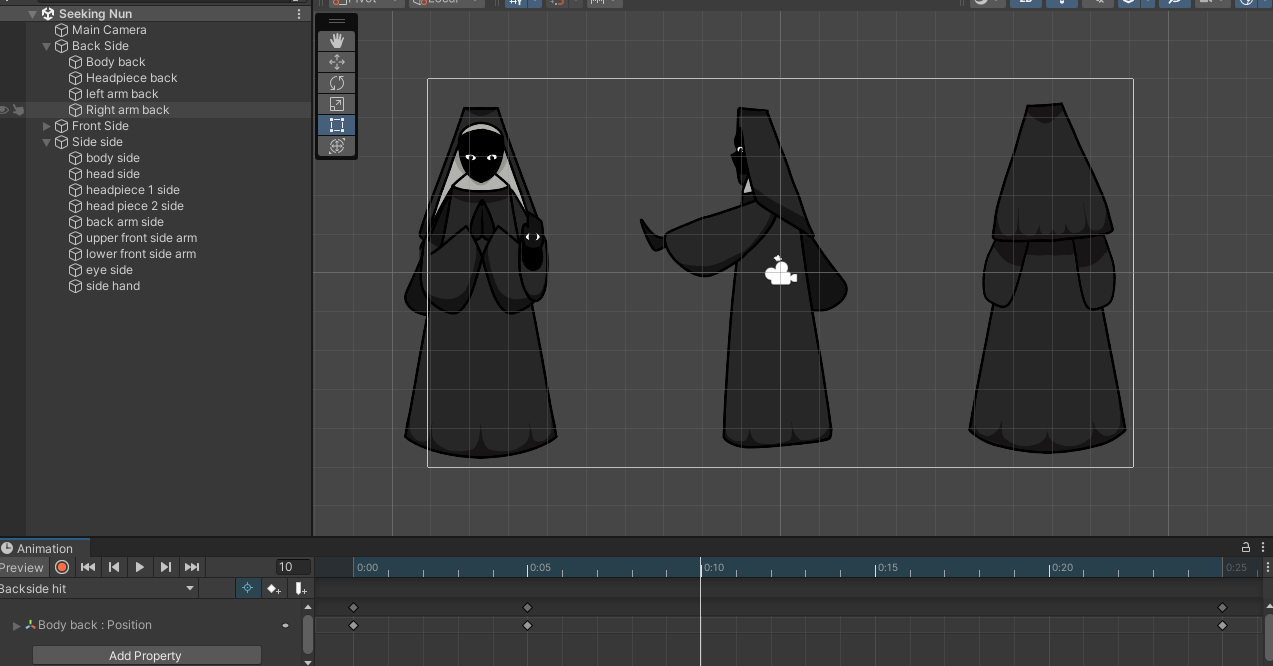 Pivot
Local
2D
Seeking Nun
Main Camera
Back Side
Body back
Headpiece back
left arm back
Right arm back
Front Side
Side side
body side
head side
headpiece 1 side
head piece 2 side
back arm side
upper front side arm
lower front side arm
eye side
side hand
Animation
Preview
10
0:00
0:05
0:10
0:15
0:20
0:25
Backside hit
Body back : Position
Add Property